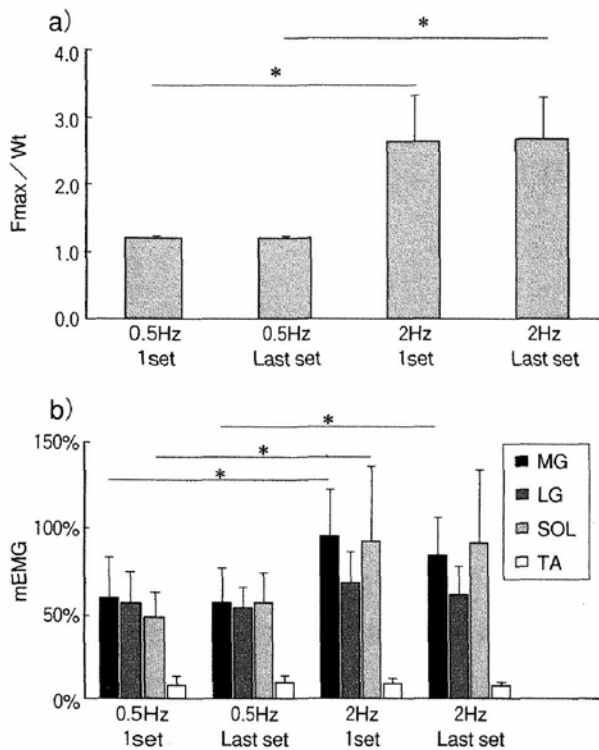 a)
*
*
4.0
3.0
2.0
1.0
0.0
Fmax / Wt
0.5Hz 0.5Hz 2Hz 2Hz
1set Last set 1set Last set
b)
*
*
*
150%
100%
50%
0%
mEMG
MG
LG
SOL
TA
0.5Hz 0.5Hz 2Hz 2Hz
1set Last set 1set Last set